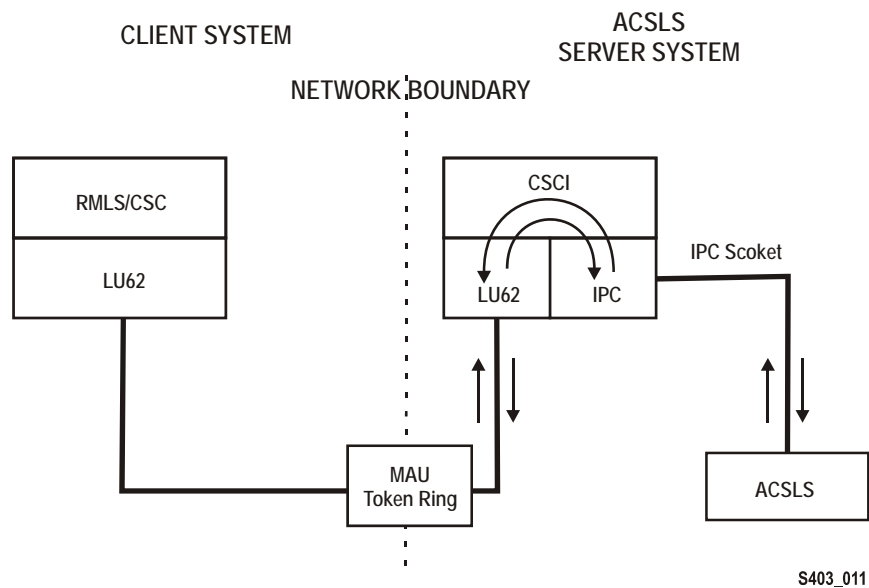 CLIENT SYSTEM
ACSLS
SERVER SYSTEM
NETWORK BOUNDARY
RMLS/CSC
LU62
CSCI
LU62
IPC
IPC Scoket
MAU
Token Ring
ACSLS
S403_011